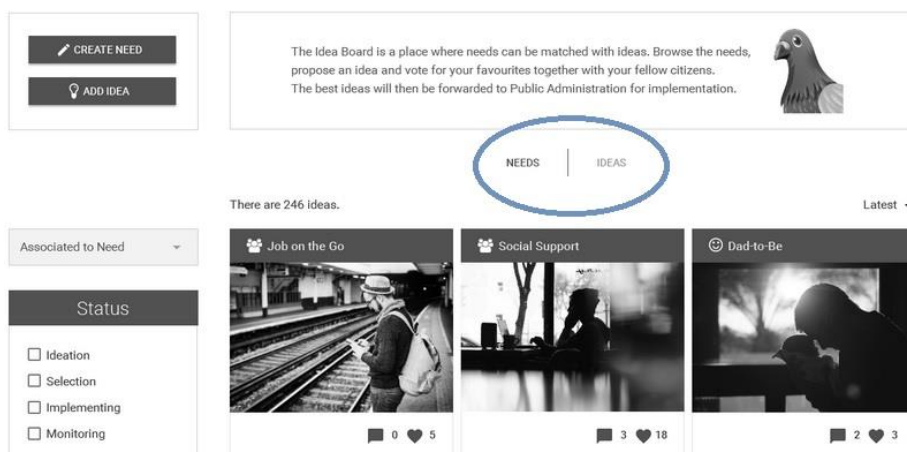 CREATE NEED
ADD IDEA
The Idea Board is a place where needs can be matched with ideas. Browse the needs,
propose an idea and vote for your favourites together with your fellow citizens.
The best ideas will then be forwarded to Public Administration for implementation.
NEEDS IDEAS
There are 246 ideas.
Latest
Associated to Need
Job on the Go
Social Support
Dad-to-Be
Status
Ideation
Selection
Implementing
Monitoring
0 5
3 18
2 3